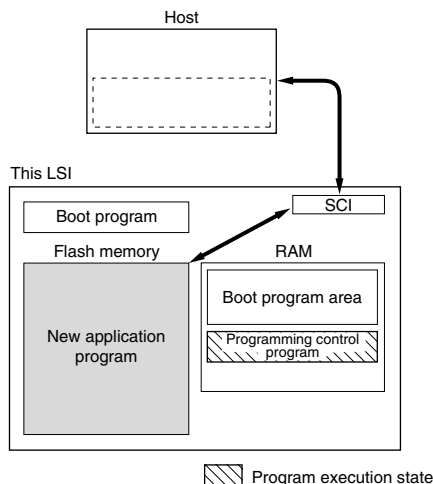 Host
This LSI
SCI
Boot program
Flash memory
RAM
Boot program area
New application
program
Programming control
program
Program execution state